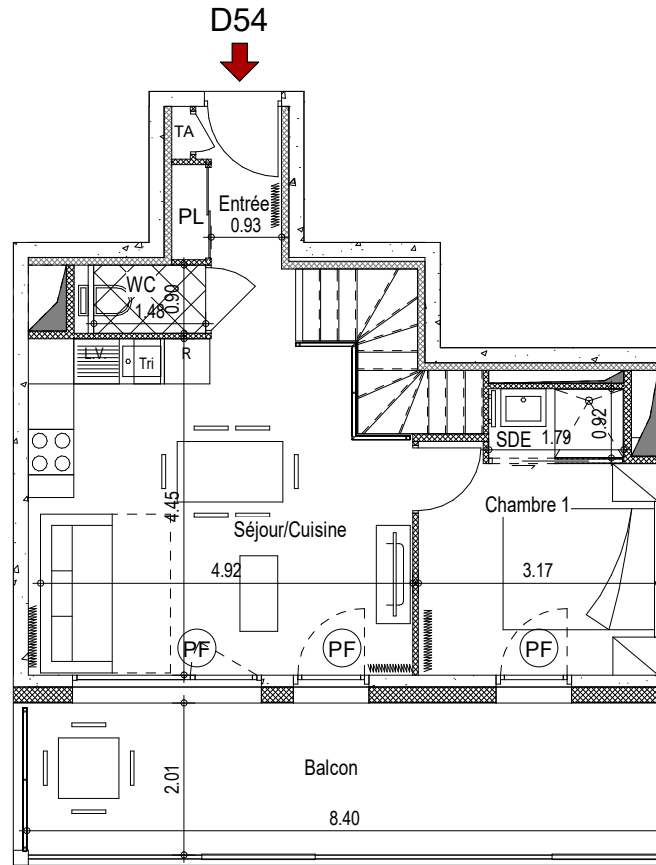 D54
TA
Entrée
0.93
PL
WC
1.48
0.90
L.V.
Tri
R
SDE
1.79
0.92
4.45
Séjour/Cuisine
Chambre 1
4.92
3.17
PF
PF
PF
2.01
Balcon
8.40